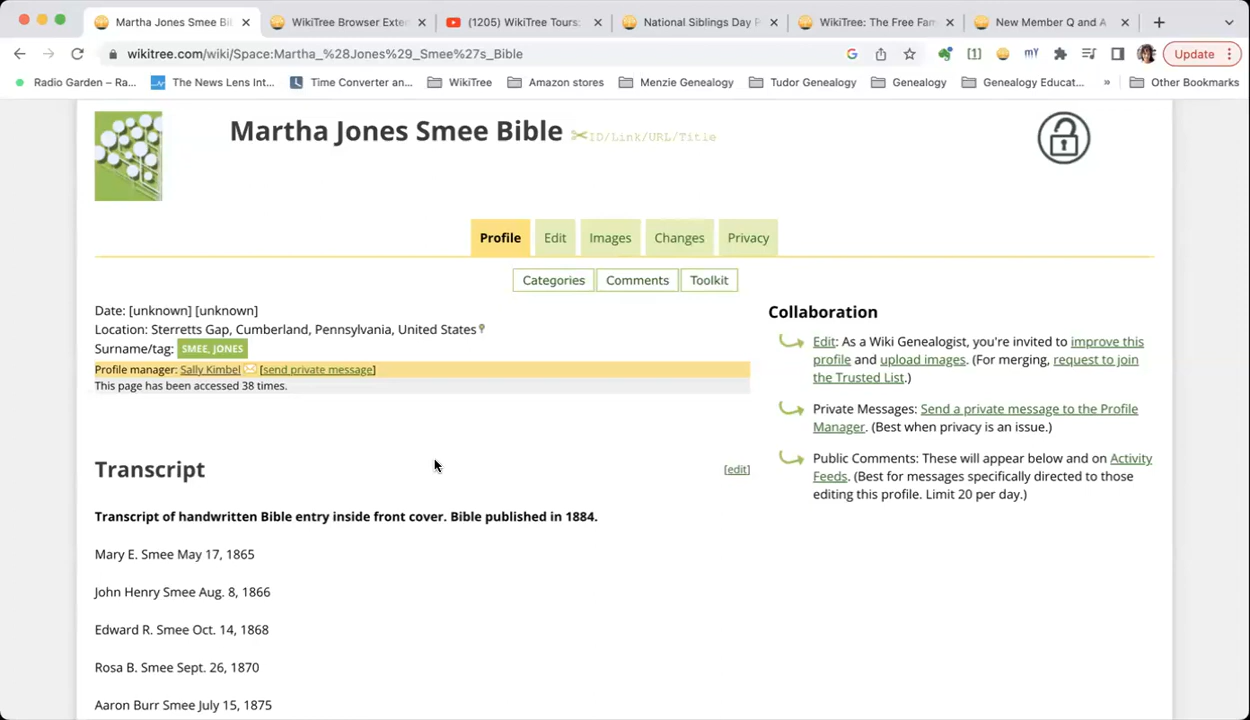 Martha Jones Smee Bi
WikiTree Browser Exte
(1205) WikiTree Tours:
National Siblings Day P
WikiTree: The Free Fam
New Member Q and A
wikitree.com/wiki/Space:Martha_%28Jones%29_Smee%27s_Bible
[1]
mY
Update
Radio Garden – Ra...
The News Lens Int...
Time Converter an...
WikiTree
Amazon stores
Menzie Genealogy
Tudor Genealogy
Genealogy
Genealogy Educat...
»
Other Bookmarks
Martha Jones Smee Bible ✂ID/Link/URL/Title
Profile
Edit
Images
Changes
Privacy
Categories
Comments
Toolkit
Date: [unknown] [unknown]
Location: Sterretts Gap, Cumberland, Pennsylvania, United States
Surname/tag: SMEE, JONES
Profile manager: Sally Kimbel [send private message]
This page has been accessed 38 times.
Collaboration
Edit: As a Wiki Genealogist, you're invited to improve this
profile and upload images. (For merging, request to join
the Trusted List.)
Private Messages: Send a private message to the Profile
Manager. (Best when privacy is an issue.)
Public Comments: These will appear below and on Activity
Feeds. (Best for messages specifically directed to those
editing this profile. Limit 20 per day.)
Transcript
[edit]
Transcript of handwritten Bible entry inside front cover. Bible published in 1884.
Mary E. Smee May 17, 1865
John Henry Smee Aug. 8, 1866
Edward R. Smee Oct. 14, 1868
Rosa B. Smee Sept. 26, 1870
Aaron Burr Smee July 15, 1875